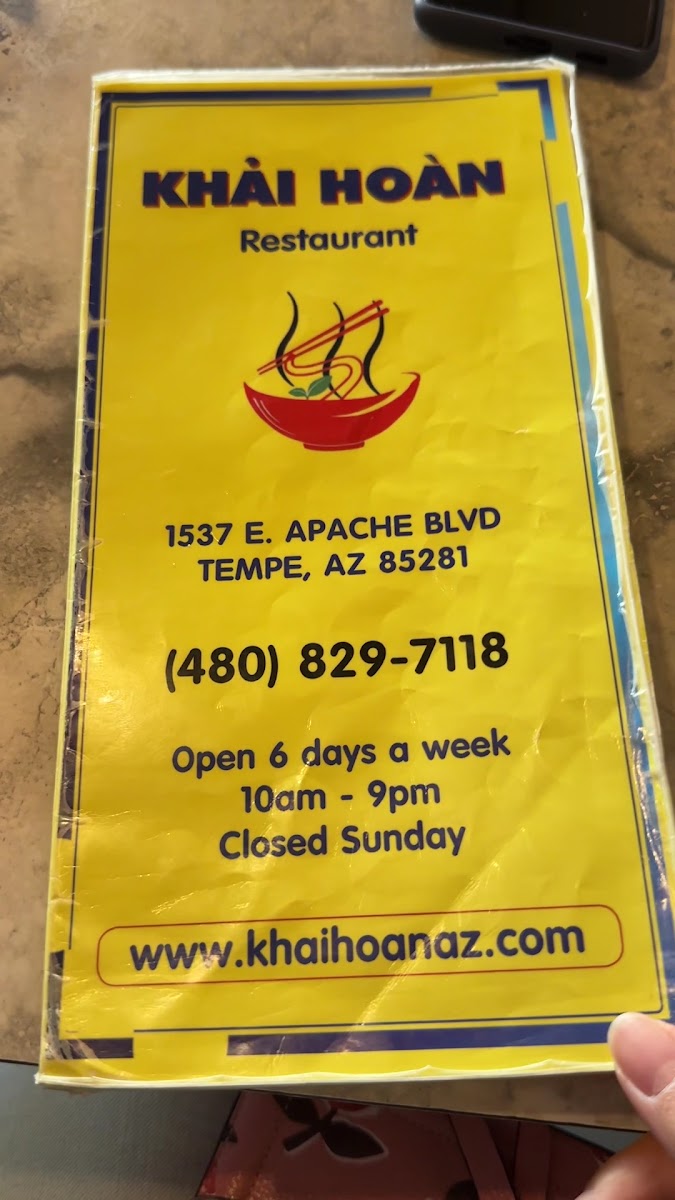 KHẢI HOÀN
Restaurant
1537 E. APACHE BLVD
TEMPE, AZ 85281
(480) 829-7118
Open 6 days a week
10am - 9pm
Closed Sunday
www.khaihoanaz.com